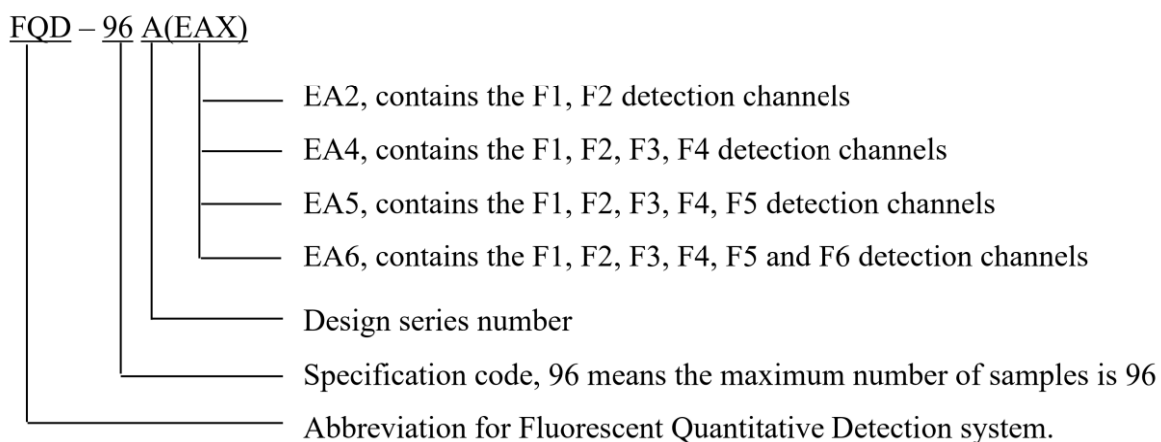 FQD – 96 A(EAX)
EA2, contains the F1, F2 detection channels
EA4, contains the F1, F2, F3, F4 detection channels
EA5, contains the F1, F2, F3, F4, F5 detection channels
EA6, contains the F1, F2, F3, F4, F5 and F6 detection channels
Design series number
Specification code, 96 means the maximum number of samples is 96
Abbreviation for Fluorescent Quantitative Detection system.